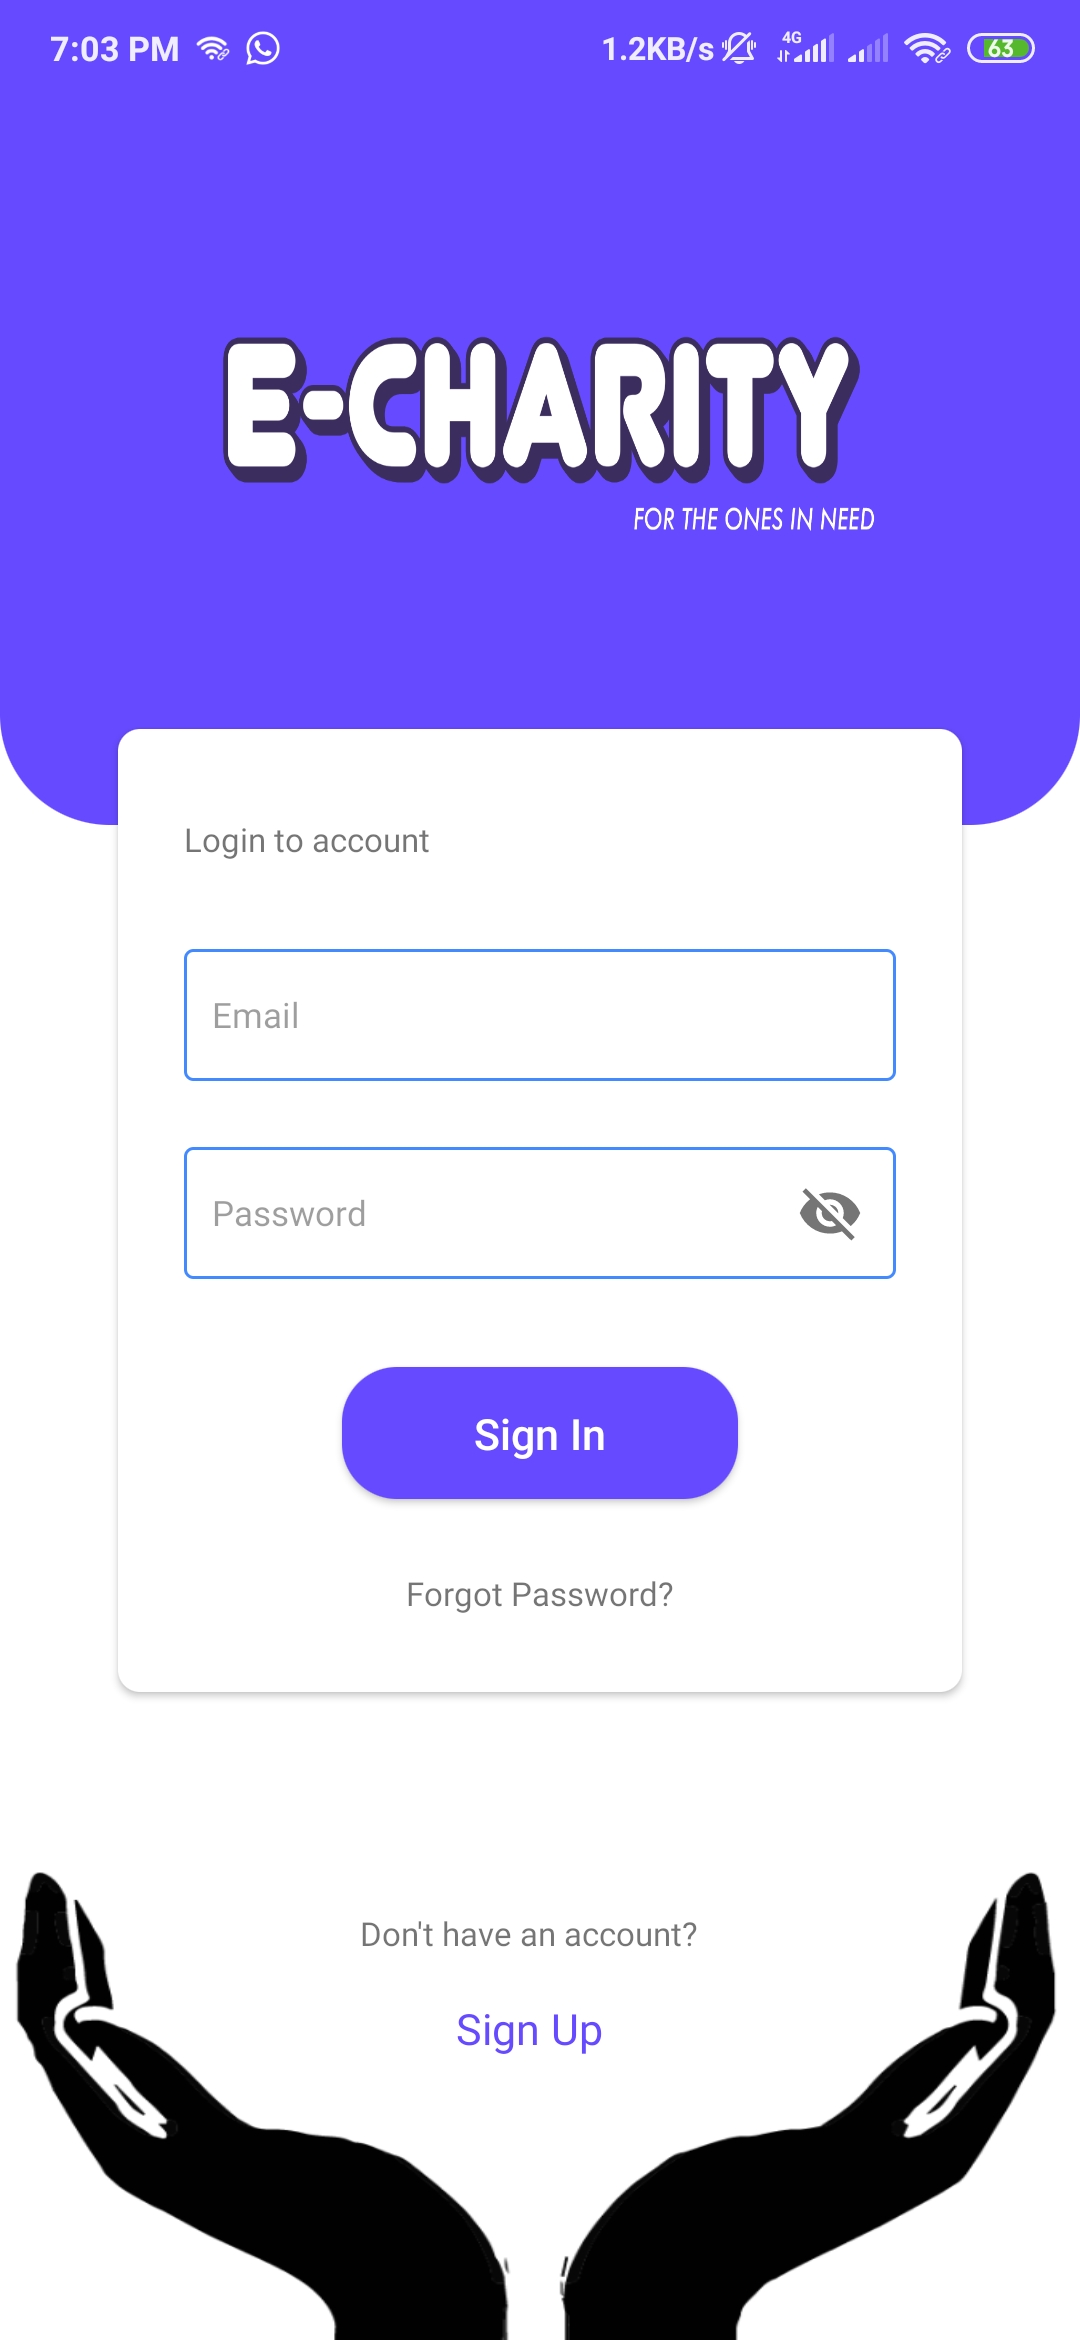 7:03 PM 1.2KB/s 4G 63
E-CHARITY
FOR THE ONES IN NEED
Login to account
Email
Password
Sign In
Forgot Password?
Don't have an account?
Sign Up